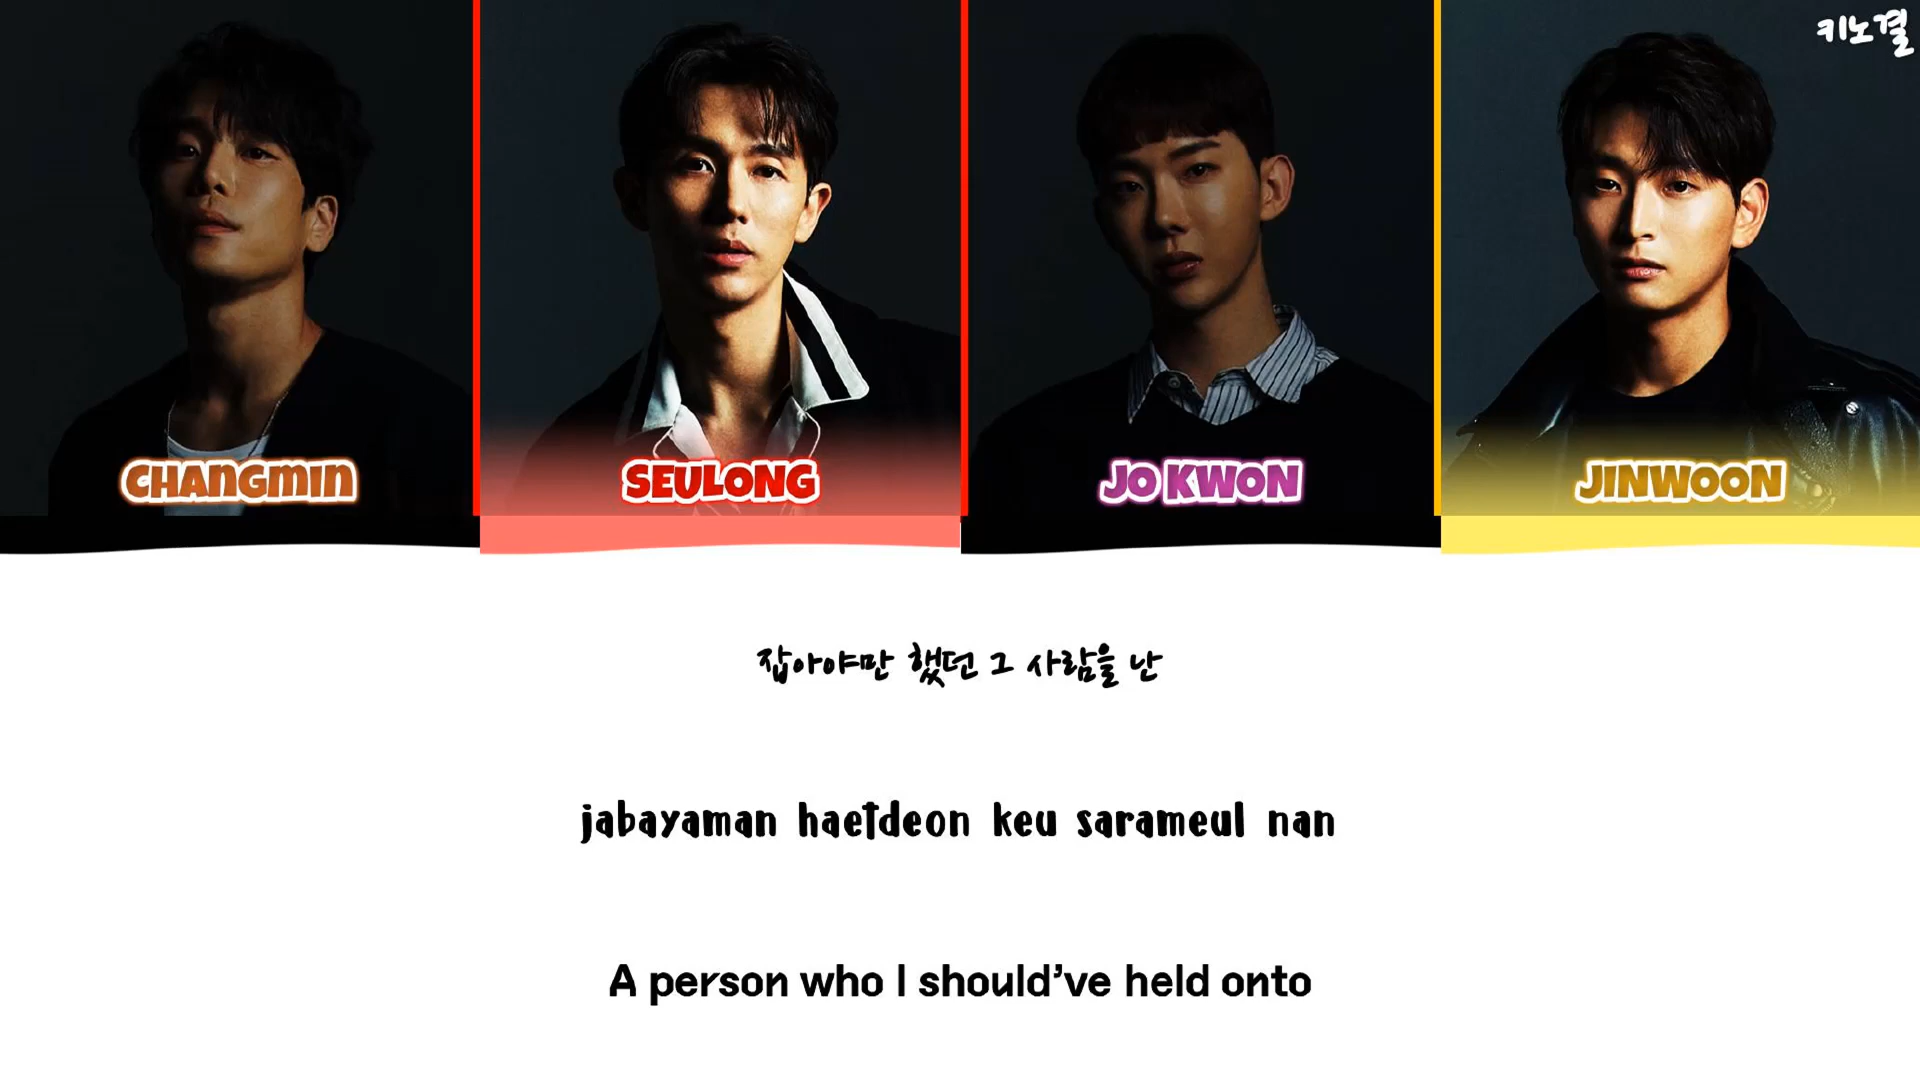 키노결
CHANGMIN
SEULONG
JO KWON
JINWOON
잡아야만 했던 그 사람을 난
jabayaman haetdeon keu sarameul nan
A person who I should've held onto